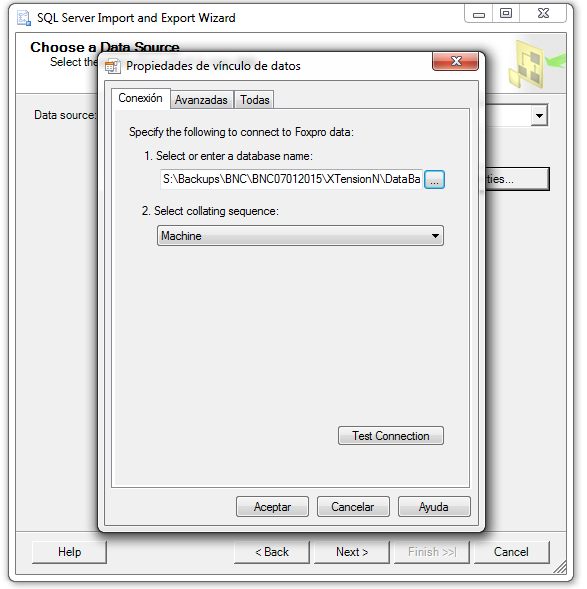 SQL Server Import and Export Wizard
Choose a Data Source
Select the
Propiedades de vínculo de datos
Conexión
Avanzadas
Todas
Data source:
Specify the following to connect to Foxpro data:
1. Select or enter a database name:
S:\Backups\BNC\BNC07012015\XTensionN\DataBa
...
ties...
2. Select collating sequence:
Machine
Test Connection
Aceptar
Cancelar
Ayuda
Help
< Back
Next >
Finish >>|
Cancel